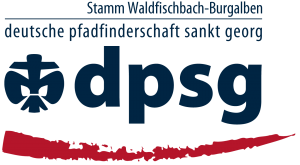 Stamm Waldfischbach-Burgalben
deutsche pfadfinderschaft sankt georg
dpsg